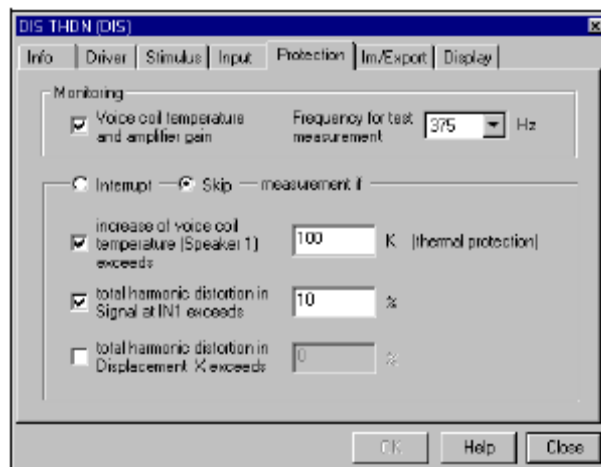 DIS THDN (DIS)
Info Driver Stimulus Input Protection Im/Export Display
Monitoring
Voice coil temperature Frequency for test 375 Hz
and amplifier gain measurement
Interrupt Skip measurement if
increase of voice coil
temperature (Speaker 1) 100 K (thermal protection)
exceeds
total harmonic distortion in 10 %
Signal at IN1 exceeds
total harmonic distortion in 0 %
Displacement X exceeds
OK Help Close